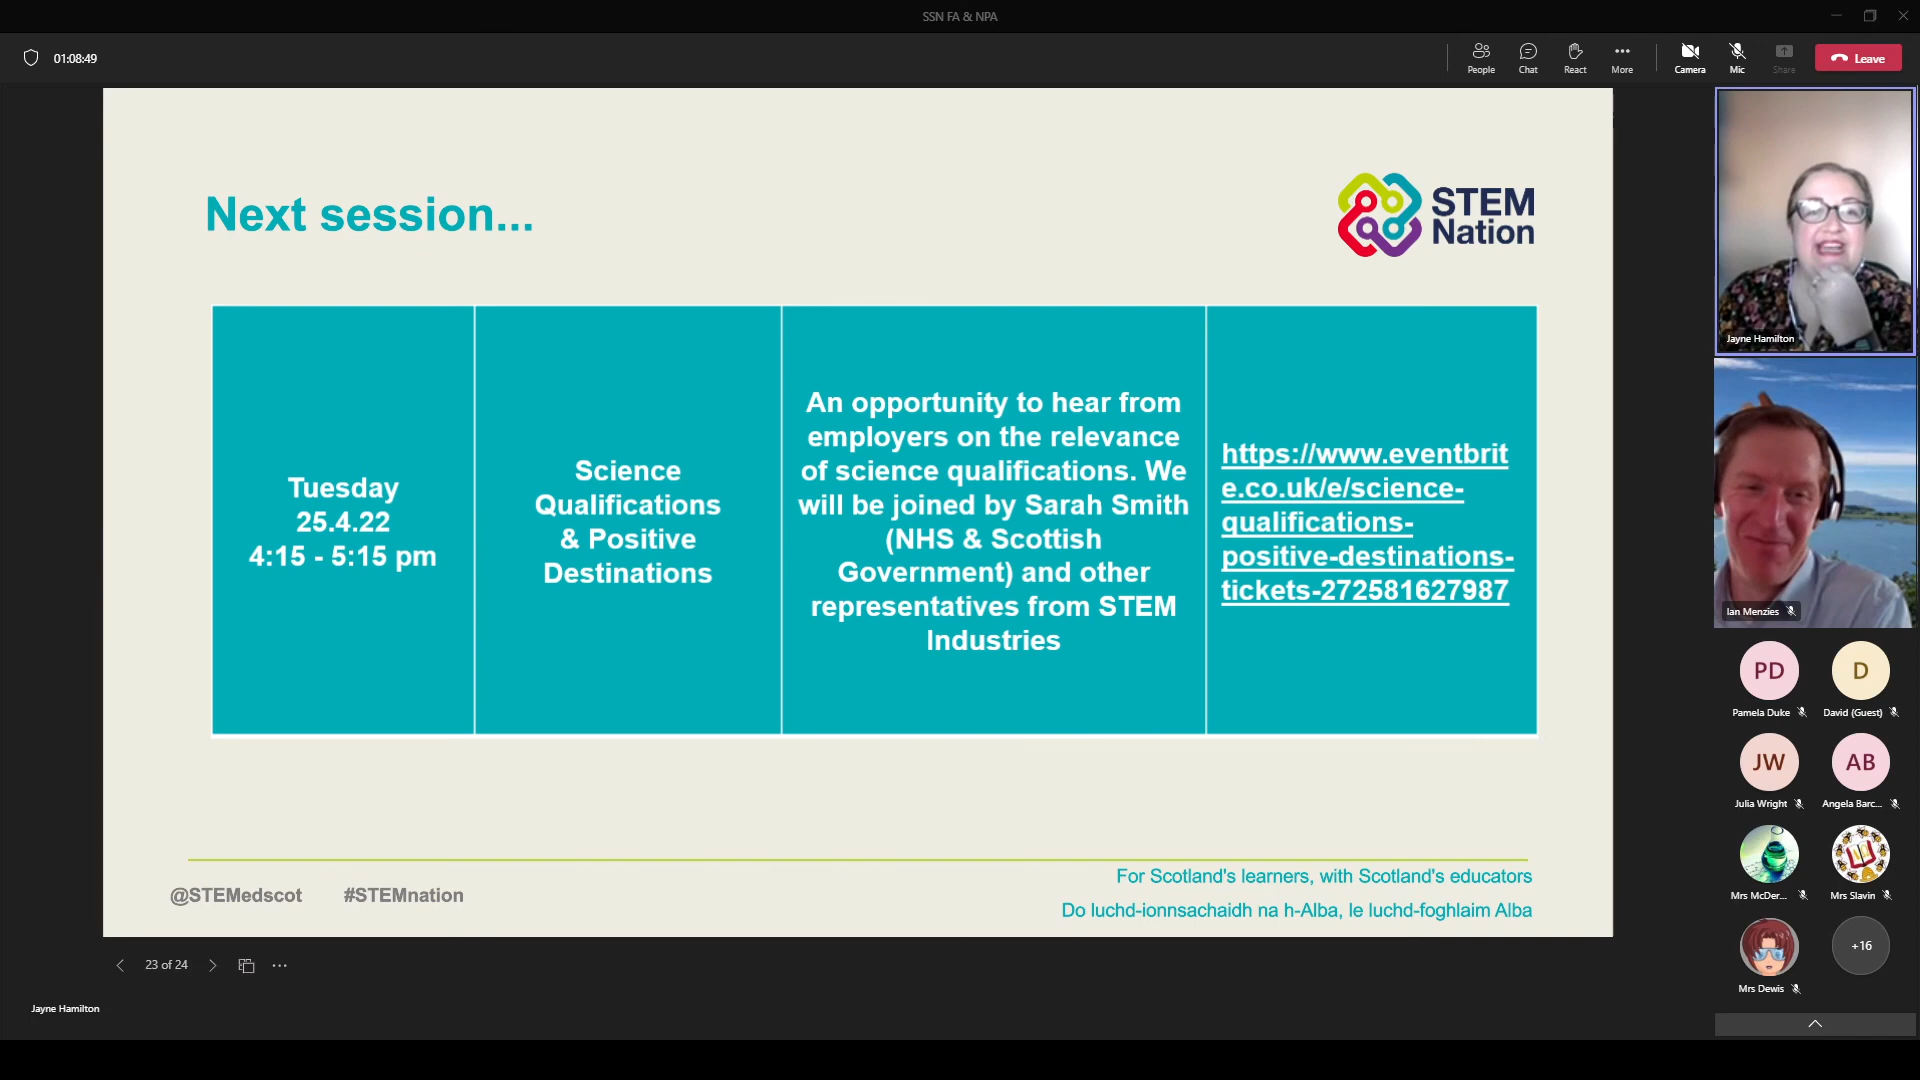 SSN FA & NPA
01:08:49
People
Chat
React
More
Camera
Mic
Share
Leave
Next session...
STEM
Nation
Tuesday
25.4.22
4:15 - 5:15 pm
Science
Qualifications
& Positive
Destinations
An opportunity to hear from
employers on the relevance
of science qualifications. We
will be joined by Sarah Smith
(NHS & Scottish
Government) and other
representatives from STEM
Industries
https://www.eventbrit
e.co.uk/e/science-
qualifications-
positive-destinations-
tickets-272581627987
@STEMedscot #STEMnation
For Scotland's learners, with Scotland's educators
Do luchd-ionnsachaidh na h-Alba, le luchd-foghlaim Alba
23 of 24
Jayne Hamilton
Jayne Hamilton
Ian Menzies
PD
Pamela Duke
D
David (Guest)
JW
Julia Wright
AB
Angela Barc...
Mrs McDer...
Mrs Slavin
Mrs Dewis
+16